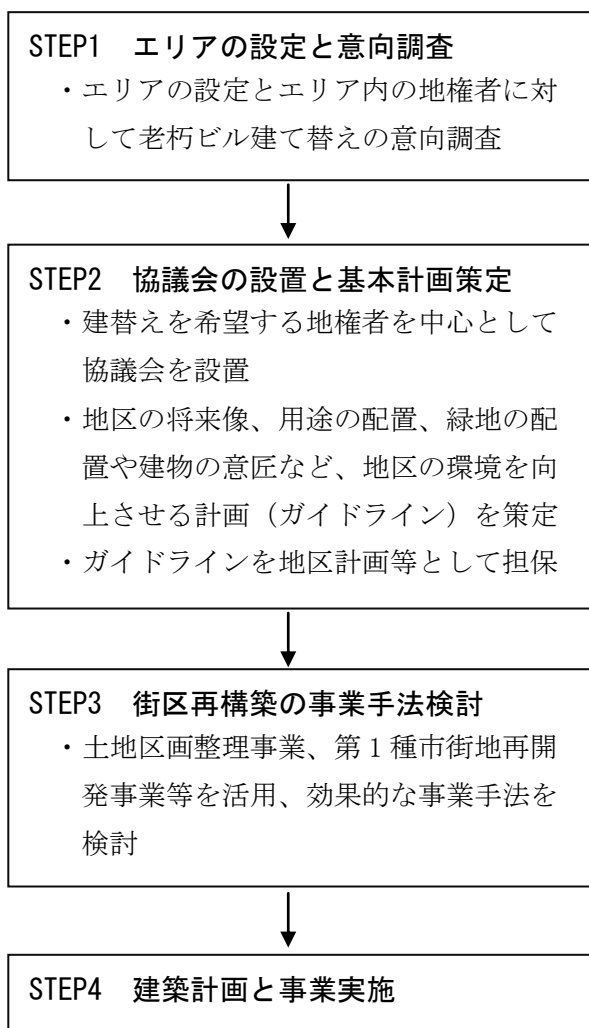 STEP1 エリアの設定と意向調査
・エリアの設定とエリア内の地権者に対
して老朽ビル建て替えの意向調査
STEP2 協議会の設置と基本計画策定
・建替えを希望する地権者を中心として
協議会を設置
・地区の将来像、用途の配置、緑地の配
置や建物の意匠など、地区の環境を向
上させる計画（ガイドライン）を策定
・ガイドラインを地区計画等として担保
STEP3 街区再構築の事業手法検討
・土地区画整理事業、第１種市街地再開
発事業等を活用、効果的な事業手法を
検討
STEP4 建築計画と事業実施